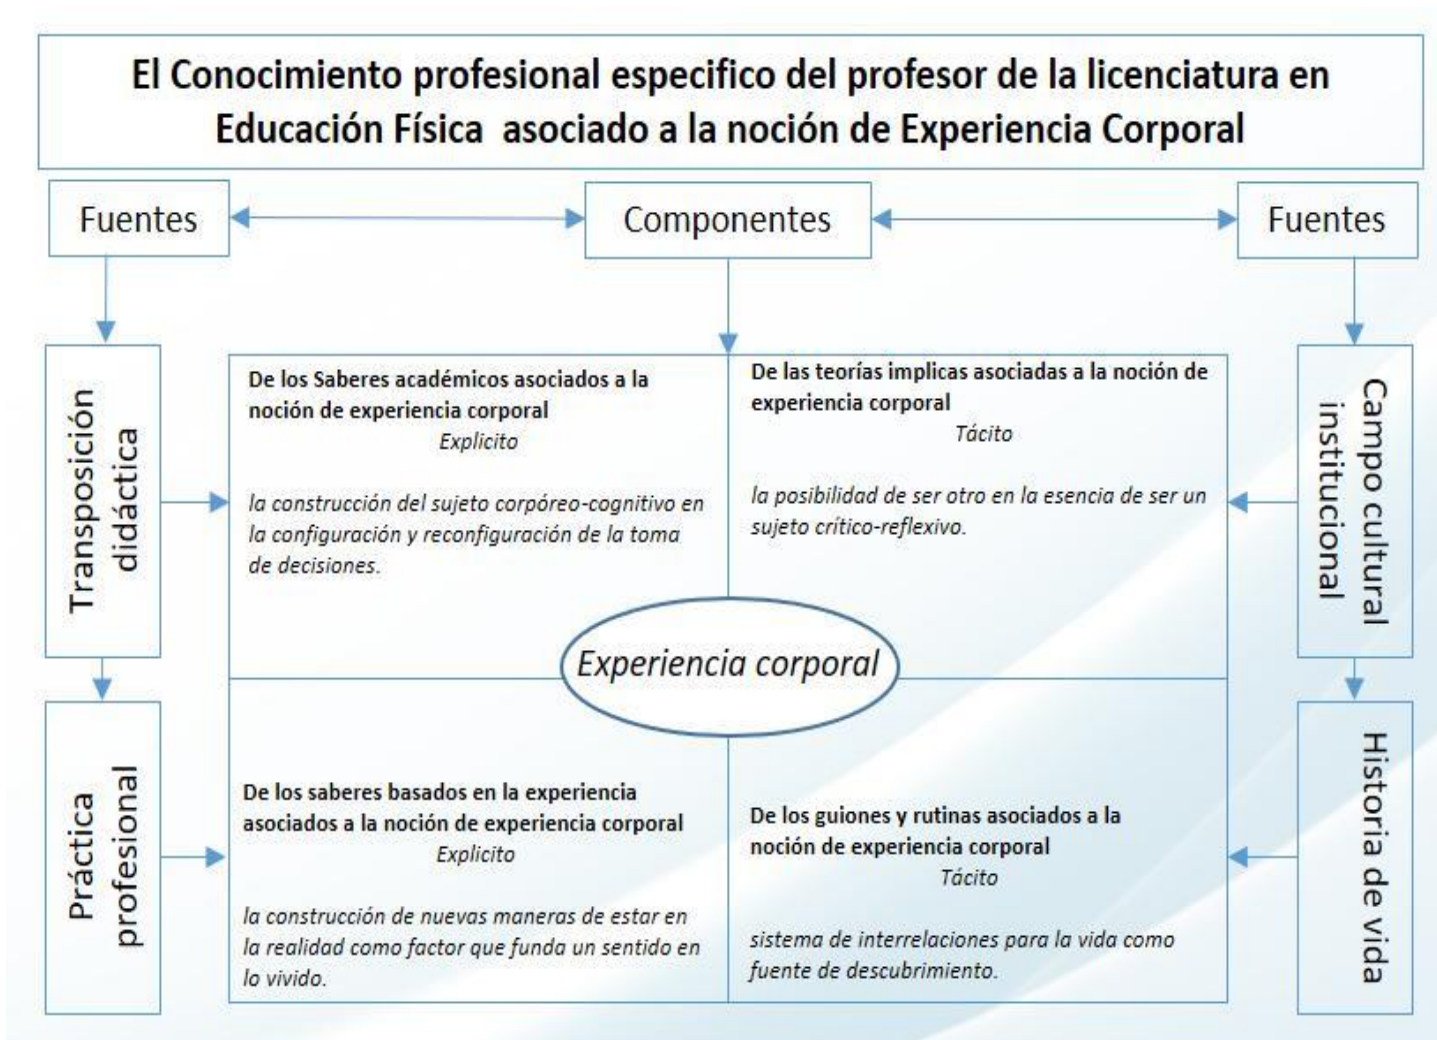 El Conocimiento profesional especifico del profesor de la licenciatura en
Educación Física asociado a la noción de Experiencia Corporal
Fuentes
Componentes
Fuentes
Transposición
didáctica
De los Saberes académicos asociados a la
noción de experiencia corporal
Explicito
la construcción del sujeto corpóreo-cognitivo en
la configuración y reconfiguración de la toma
de decisiones.
De las teorías implicas asociadas a la noción de
experiencia corporal
Tácito
la posibilidad de ser otro en la esencia de ser un
sujeto crítico-reflexivo.
Campo cultural
institucional
Experiencia corporal
Práctica
profesional
De los saberes basados en la experiencia
asociados a la noción de experiencia corporal
Explicito
la construcción de nuevas maneras de estar en
la realidad como factor que funda un sentido en
lo vivido.
De los guiones y rutinas asociados a la
noción de experiencia corporal
Tácito
sistema de interrelaciones para la vida como
fuente de descubrimiento.
Historia de vida